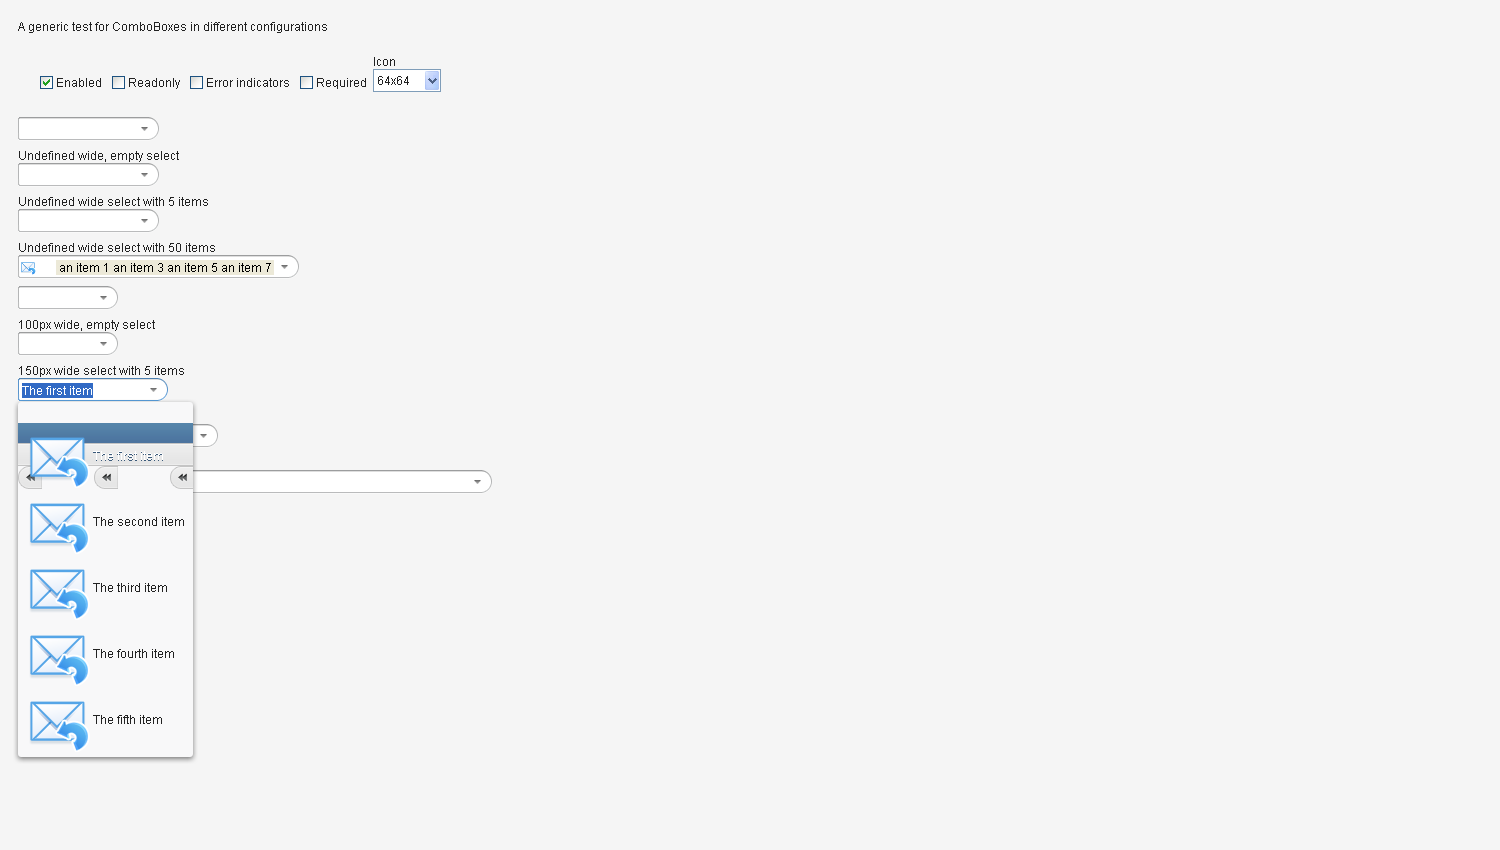 A generic test for ComboBoxes in different configurations
Icon
Enabled Readonly Error indicators Required 64x64
Undefined wide, empty select
Undefined wide select with 5 items
Undefined wide select with 50 items
an item 1 an item 3 an item 5 an item 7
100px wide, empty select
150px wide select with 5 items
The first item
The first item
The second item
The third item
The fourth item
The fifth item